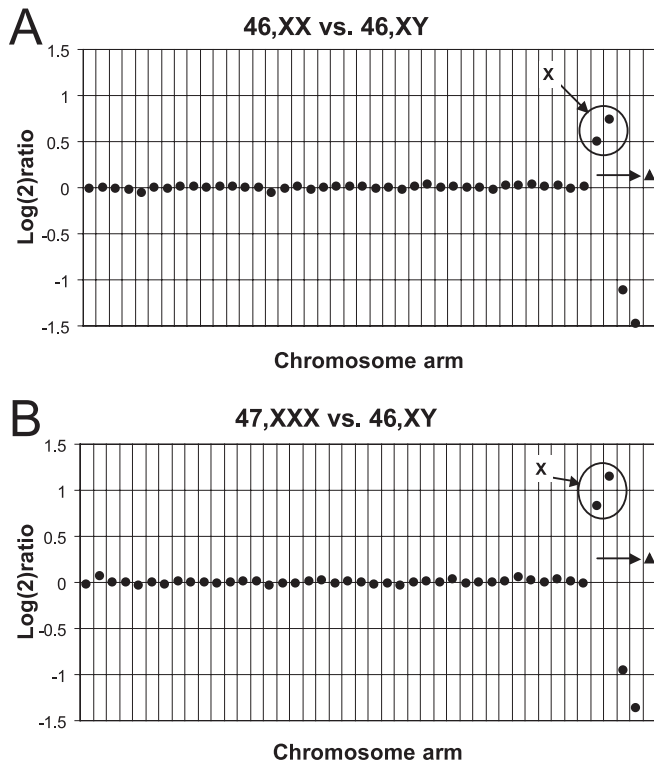 A
46,XX vs. 46,XY
1.5
1
0.5
0
-0.5
-1
-1.5
Log(2)ratio
X
Chromosome arm
B
47,XXX vs. 46,XY
1.5
1
0.5
0
-0.5
-1
-1.5
Log(2)ratio
X
Chromosome arm